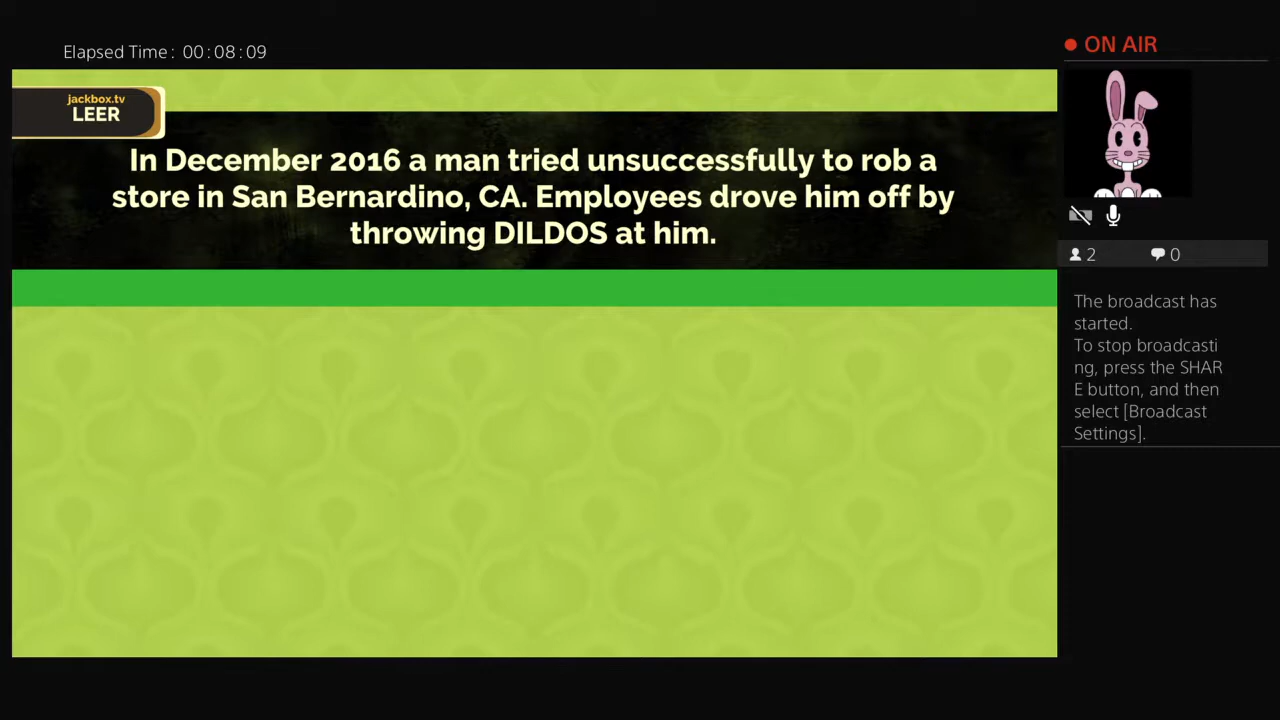 Elapsed Time: 00:08:09
ON AIR
jackbox.tv
LEER
In December 2016 a man tried unsuccessfully to rob a
store in San Bernardino, CA. Employees drove him off by
throwing DILDOS at him.
2
0
The broadcast has
started.
To stop broadcasti
ng, press the SHAR
E button, and then
select [Broadcast
Settings].